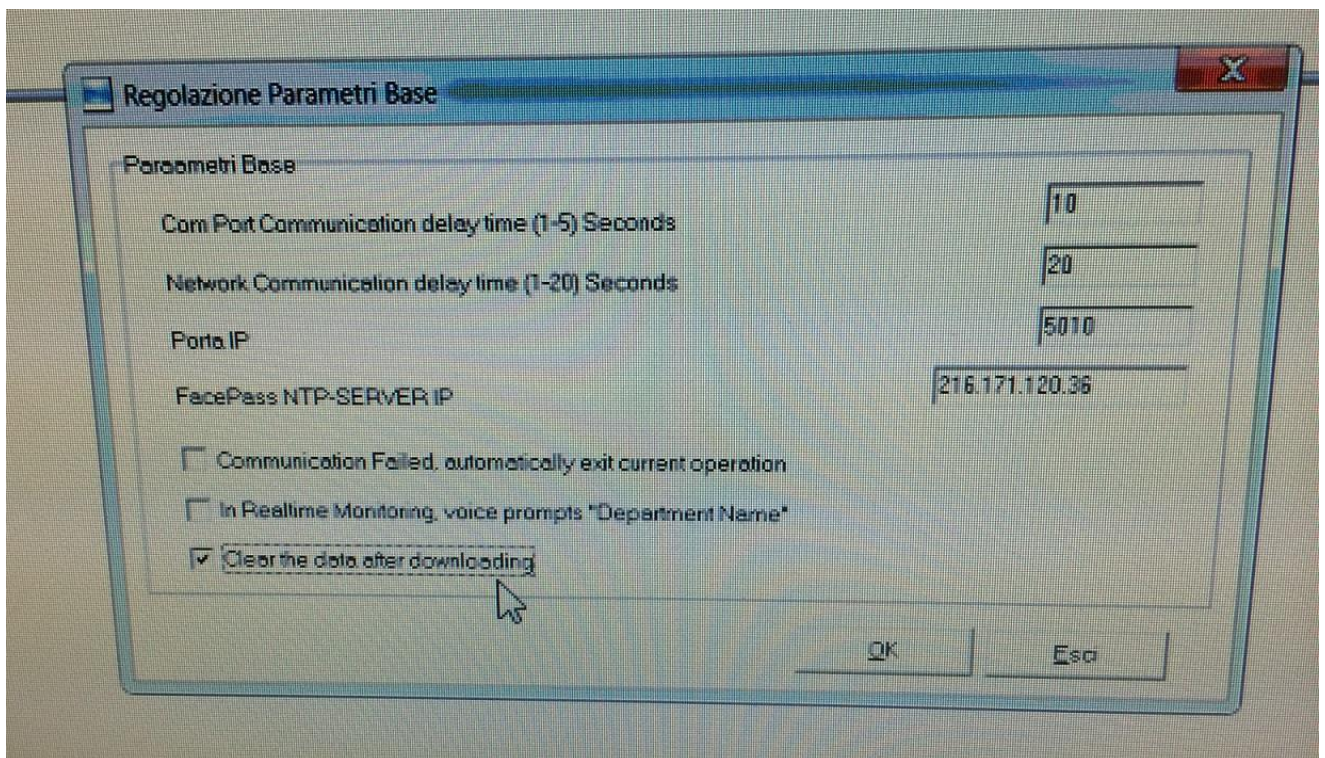 Regolazione Parametri Base
X
Parametri Base
Com Port Communication delay time (1-5) Seconds
10
Network Communication delay time (1-20) Seconds
20
Porta IP
5010
FacePass NTP-SERVER IP
216.171.120.36
Communication Failed, automatically exit current operation
In Realtime Monitoring, voice prompts "Department Name"
Clear the data after downloading
OK
Esci